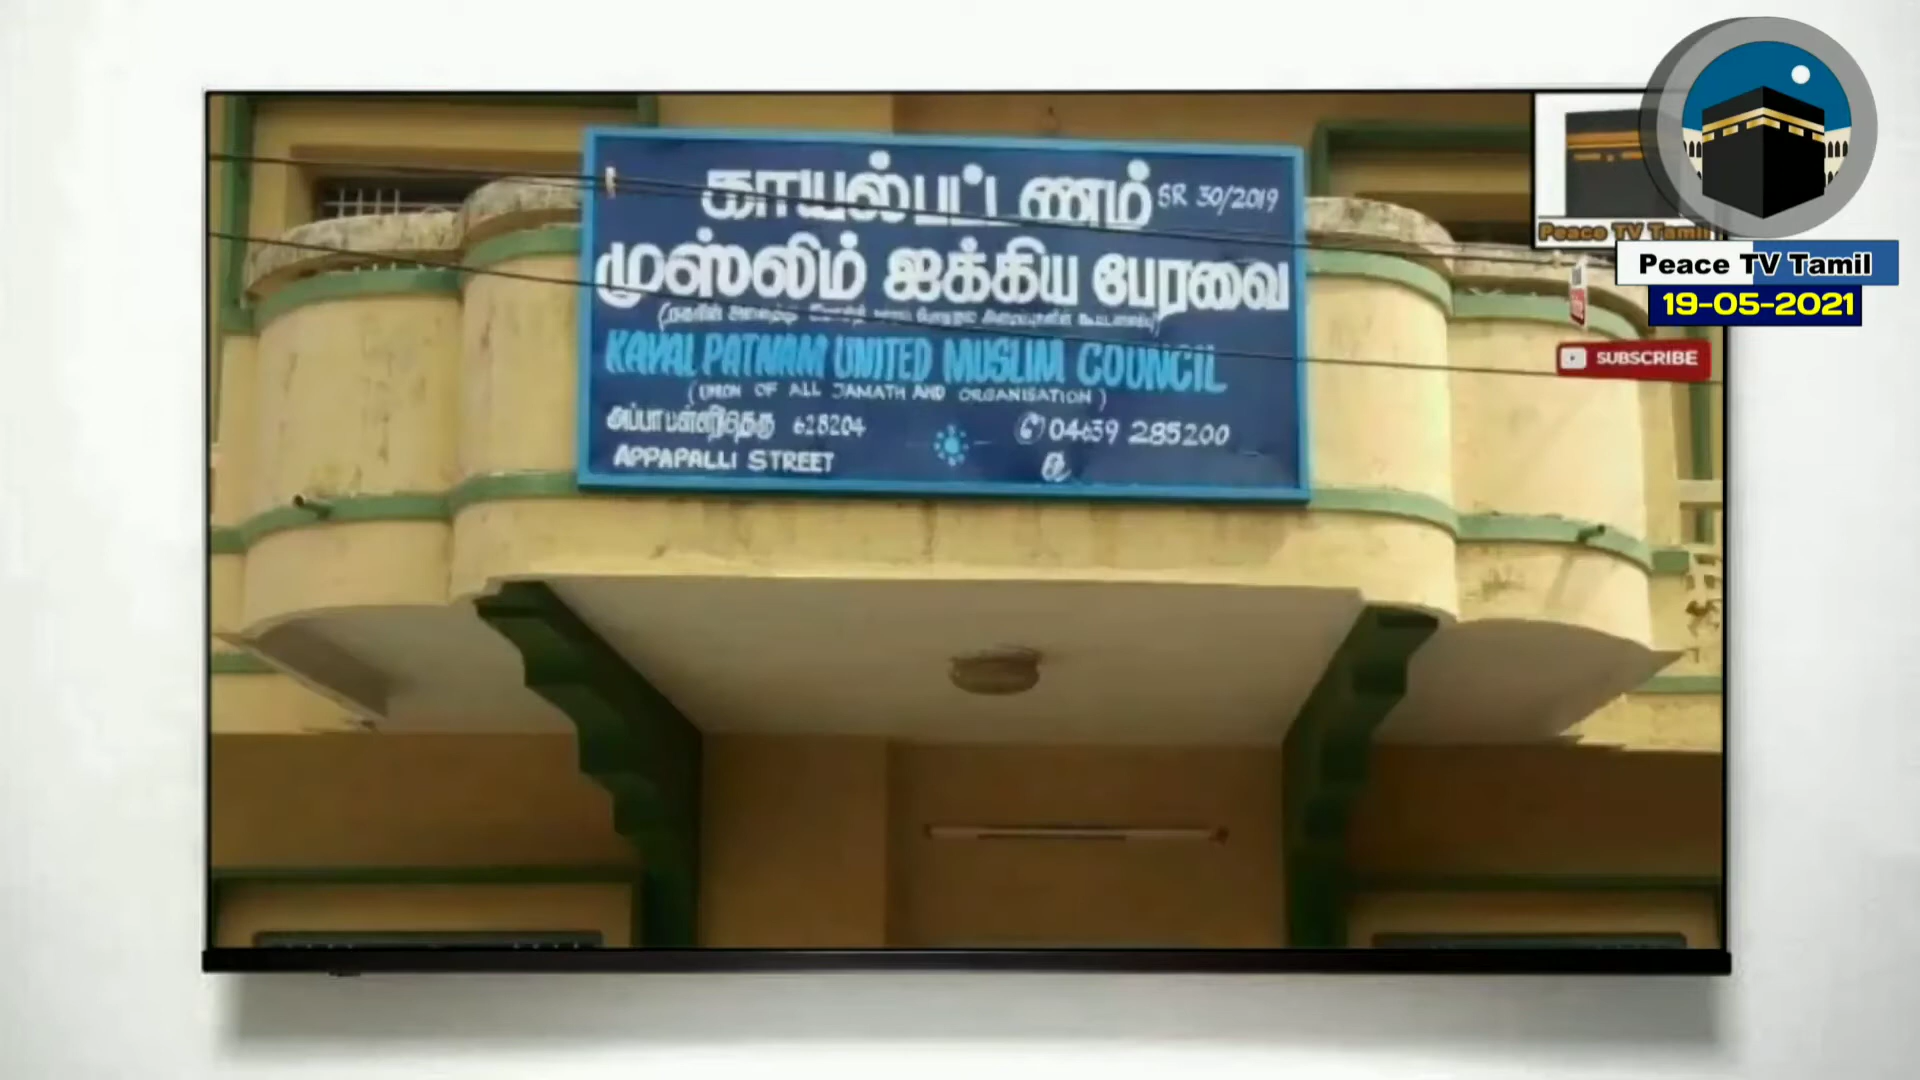 காயல்பட்டணம் SR 30/2019
முஸ்லிம் ஐக்கிய பேரவை
KAYAL PATNAM UNITED MUSLIM COUNCIL
(UNION OF ALL JAMATH AND ORGANISATION)
அப்பாபள்ளிதெரு 628204
04639 285200
APPAPALLI STREET
Peace TV Tamil
Peace TV Tamil
19-05-2021
SUBSCRIBE